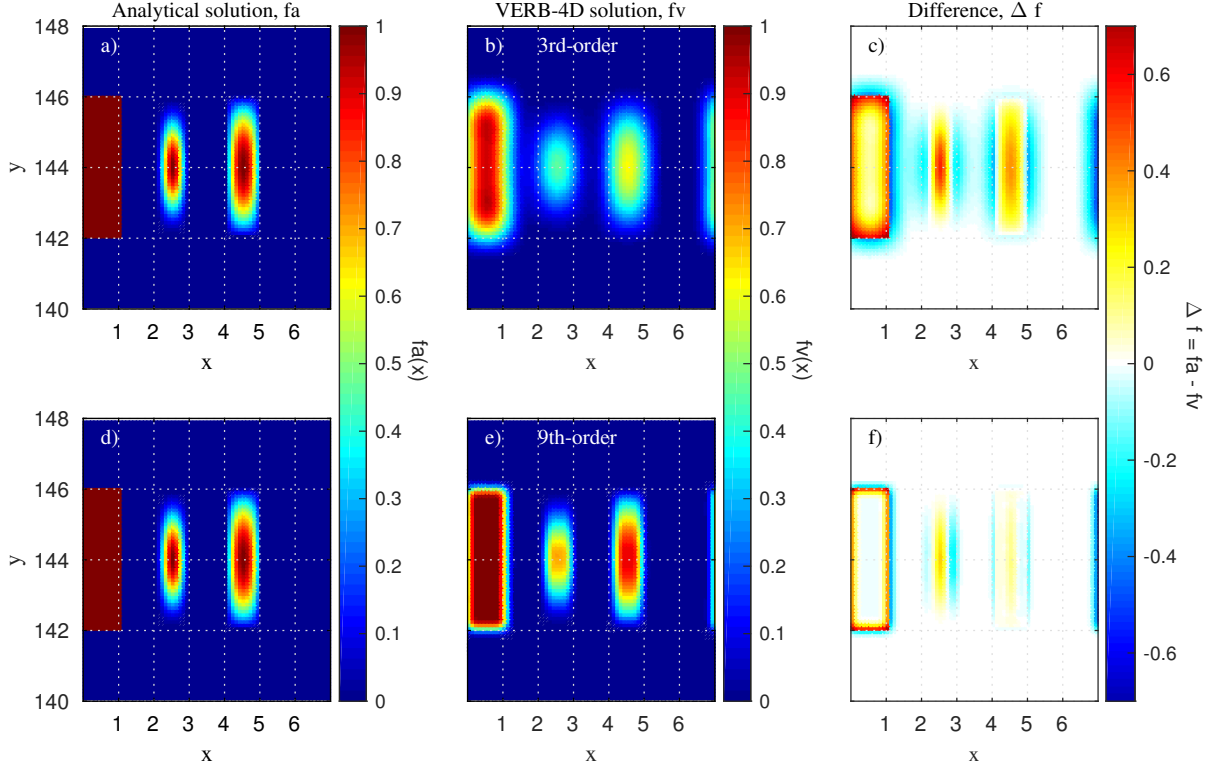 Analytical solution, fa
VERB-4D solution, fv
Difference, Δ f
148
146
144
142
140
y
a)
1 2 3 4 5 6
x
1
0.9
0.8
0.7
0.6
0.5
0.4
0.3
0.2
0.1
0
fa(x)
b) 3rd-order
1 2 3 4 5 6
x
1
0.9
0.8
0.7
0.6
0.5
0.4
0.3
0.2
0.1
0
fv(x)
c)
1 2 3 4 5 6
x
0.6
0.4
0.2
0
-0.2
-0.4
-0.6
Δ f = fa - fv
148
146
144
142
140
y
d)
1 2 3 4 5 6
x
e) 9th-order
1 2 3 4 5 6
x
f)
1 2 3 4 5 6
x